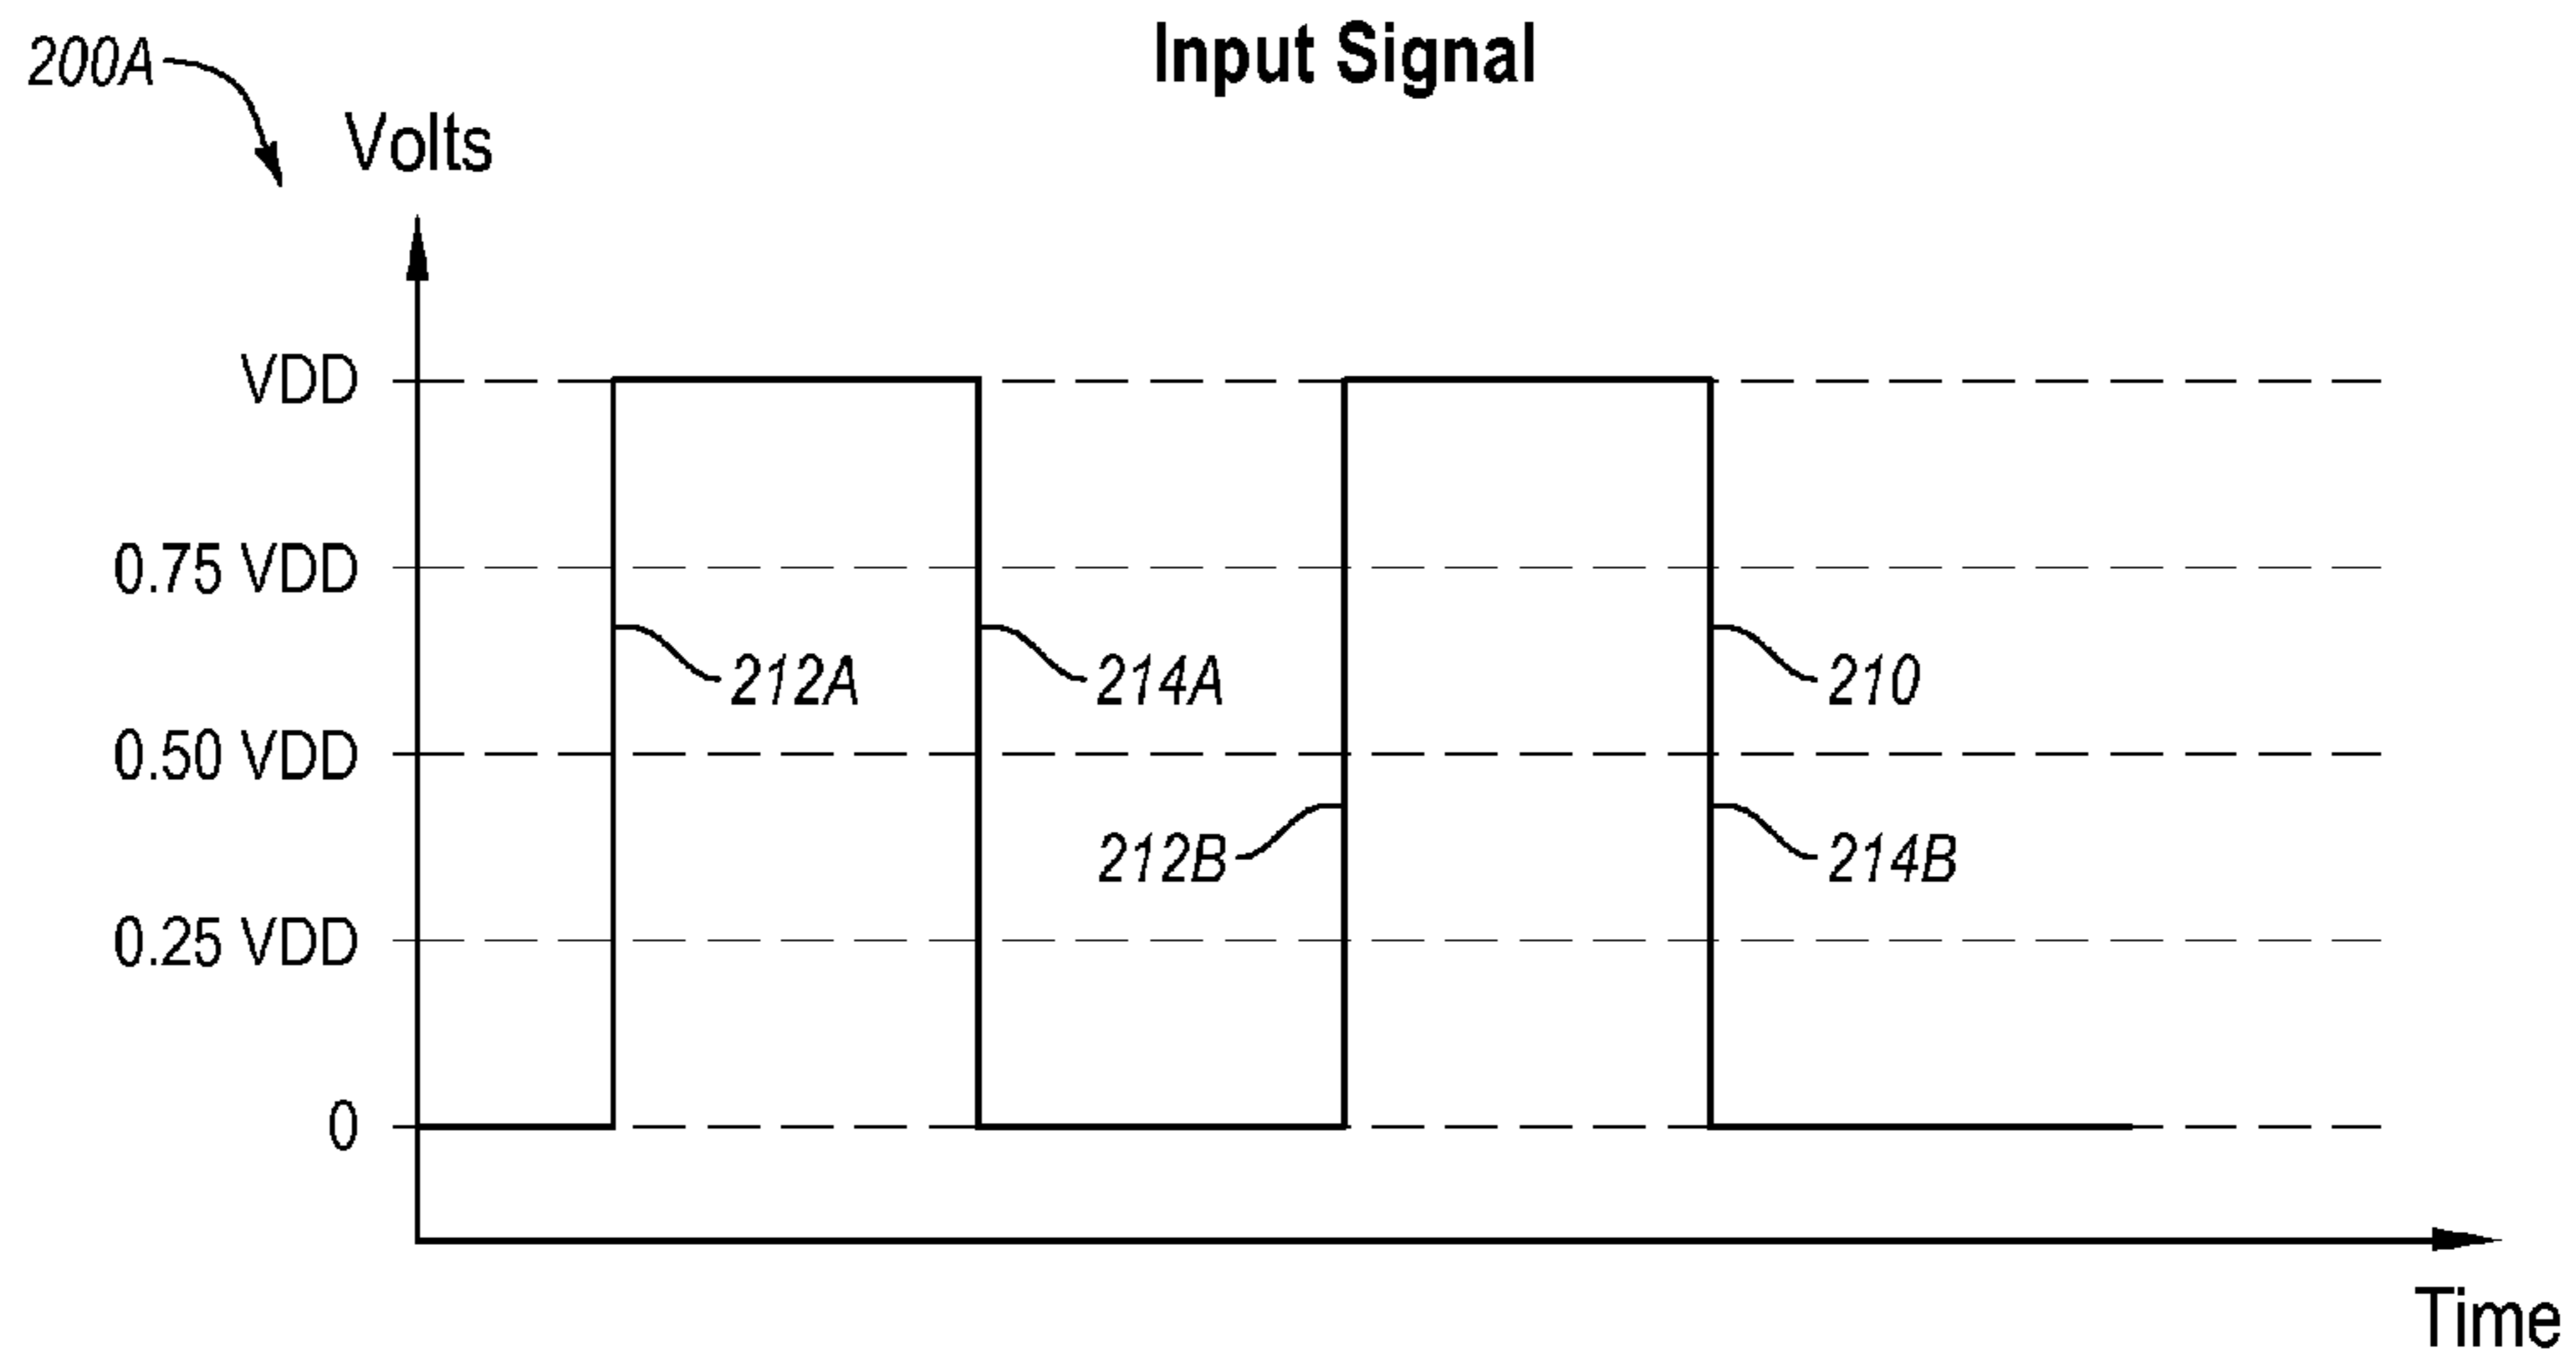 Input Signal
200A
Volts
VDD
0.75 VDD
212A
214A
210
0.50 VDD
212B
214B
0.25 VDD
0
Time